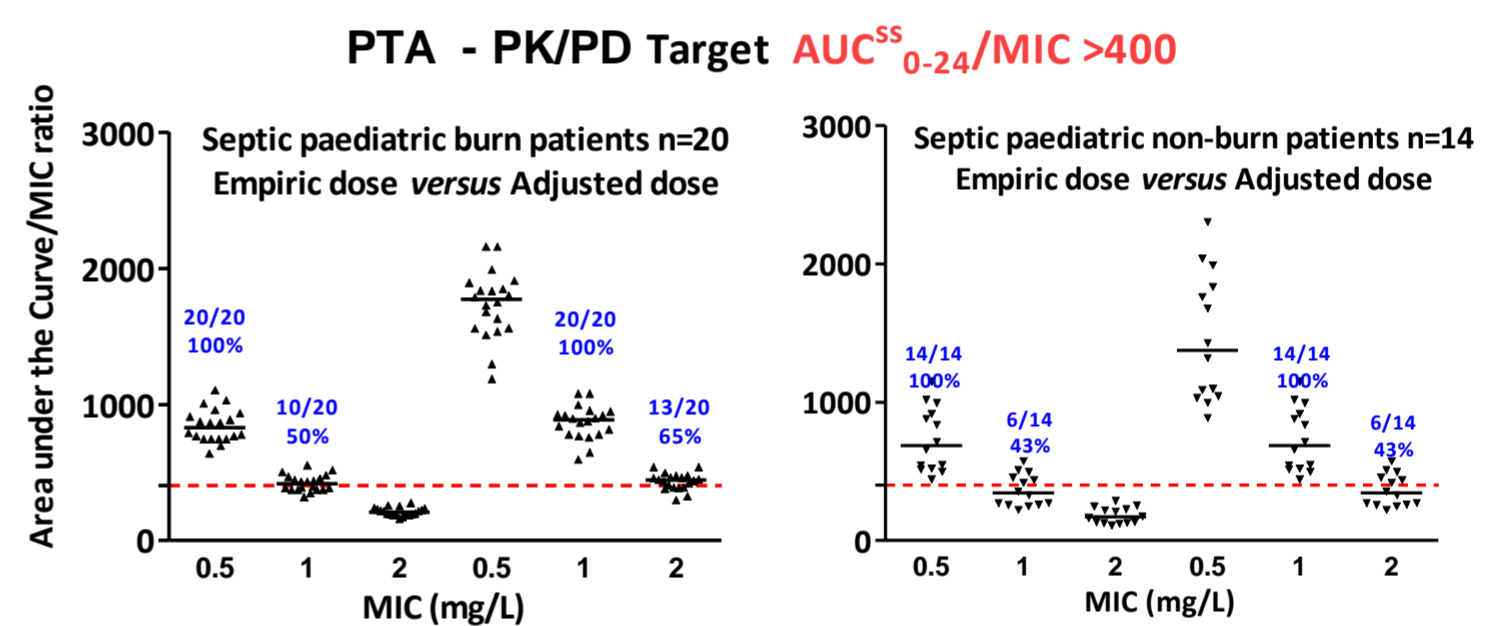 PTA - PK/PD Target AUCss0-24/MIC >400
Area under the Curve/MIC ratio
3000
2000
1000
0
Septic paediatric burn patients n=20
Empiric dose versus Adjusted dose
20/20
100%
10/20
50%
20/20
100%
13/20
65%
0.5 1 2 0.5 1 2
MIC (mg/L)
3000
2000
1000
0
Septic paediatric non-burn patients n=14
Empiric dose versus Adjusted dose
14/14
100%
6/14
43%
14/14
100%
6/14
43%
0.5 1 2 0.5 1 2
MIC (mg/L)